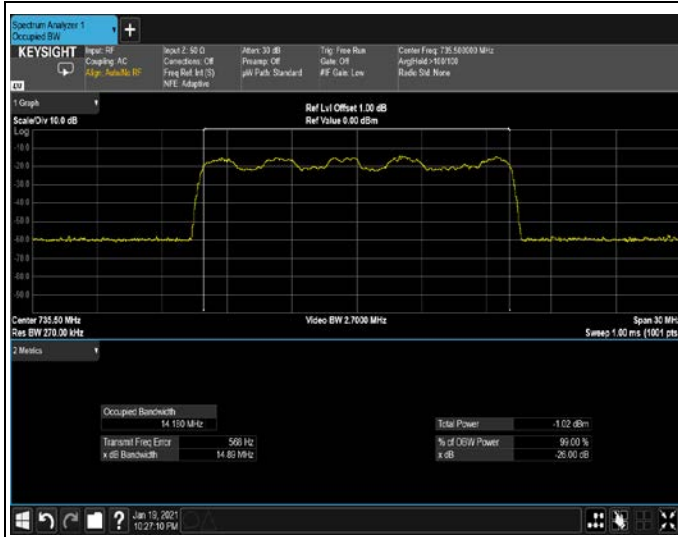 Spectrum Analyzer 1
Occupied BW
+
KEYSIGHT
Input: RF
Coupling: AC
Align: Auto/No RF
Input Z: 50 Ω
Corrections: Off
Freq Ref: Int (S)
NFE: Adaptive
Atten: 30 dB
Preamp: Off
µW Path: Standard
Trig: Free Run
Gate: Off
#IF Gain: Low
Center Freq: 735.500000 MHz
Avg|Hold:>100/100
Radio Std: None
1 Graph
Scale/Div 10.0 dB
Ref Lvl Offset 1.00 dB
Ref Value 0.00 dBm
Log
-10.0
-20.0
-30.0
-40.0
-50.0
-60.0
-70.0
-80.0
-90.0
Center 735.50 MHz
Res BW 270.00 kHz
Video BW 2.7000 MHz
Span 30 MHz
Sweep 1.00 ms (1001 pts
2 Metrics
Occupied Bandwidth
Transmit Freq Error 568 Hz
x dB Bandwidth 14.89 MHz
Total Power -1.02 dBm
% of OBW Power 99.00 %
x dB -26.00 dB
?
Jan 19, 2021
10:27:10 PM